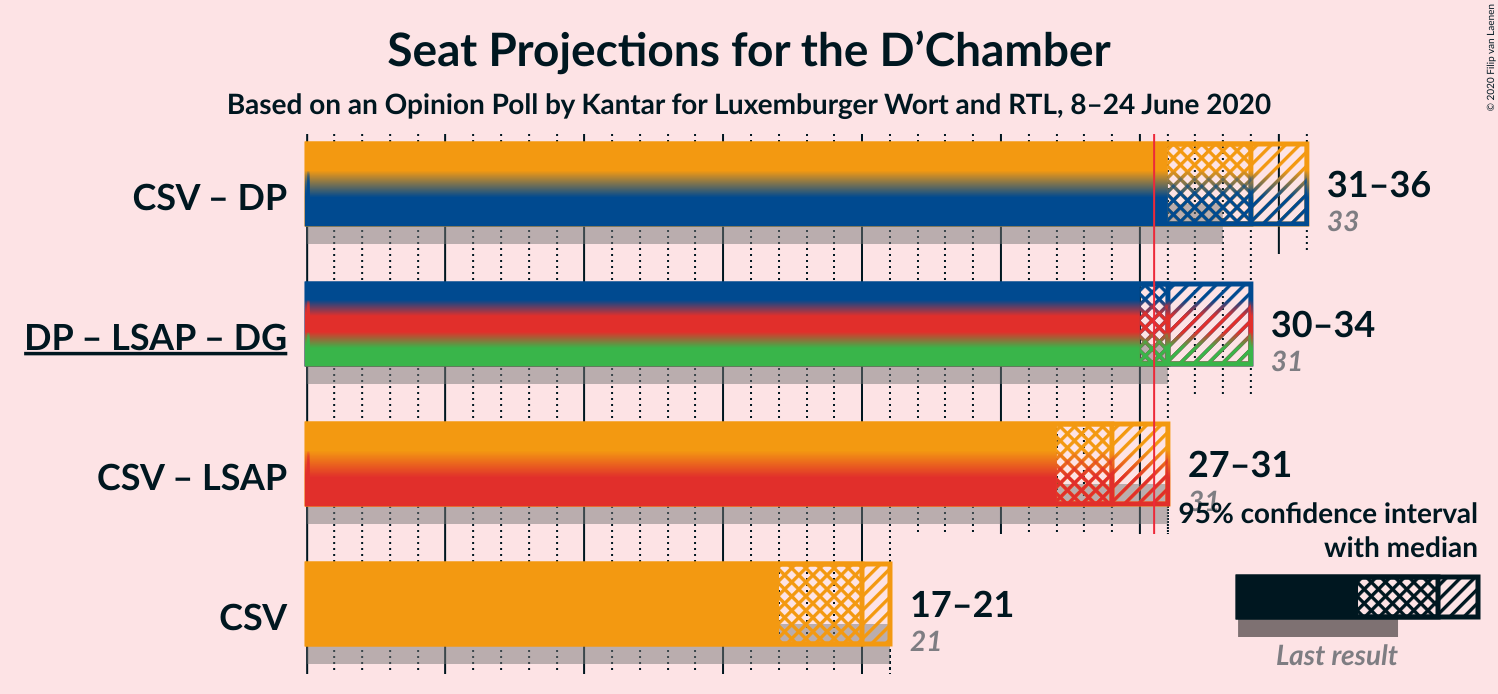 Seat Projections for the D’Chamber
Based on an Opinion Poll by Kantar for Luxemburger Wort and RTL, 8–24 June 2020
© 2020 Filip van Laenen
CSV – DP
31–36
33
DP – LSAP – DG
30–34
31
CSV – LSAP
27–31
31
95% confidence interval
with median
CSV
17–21
21
Last result